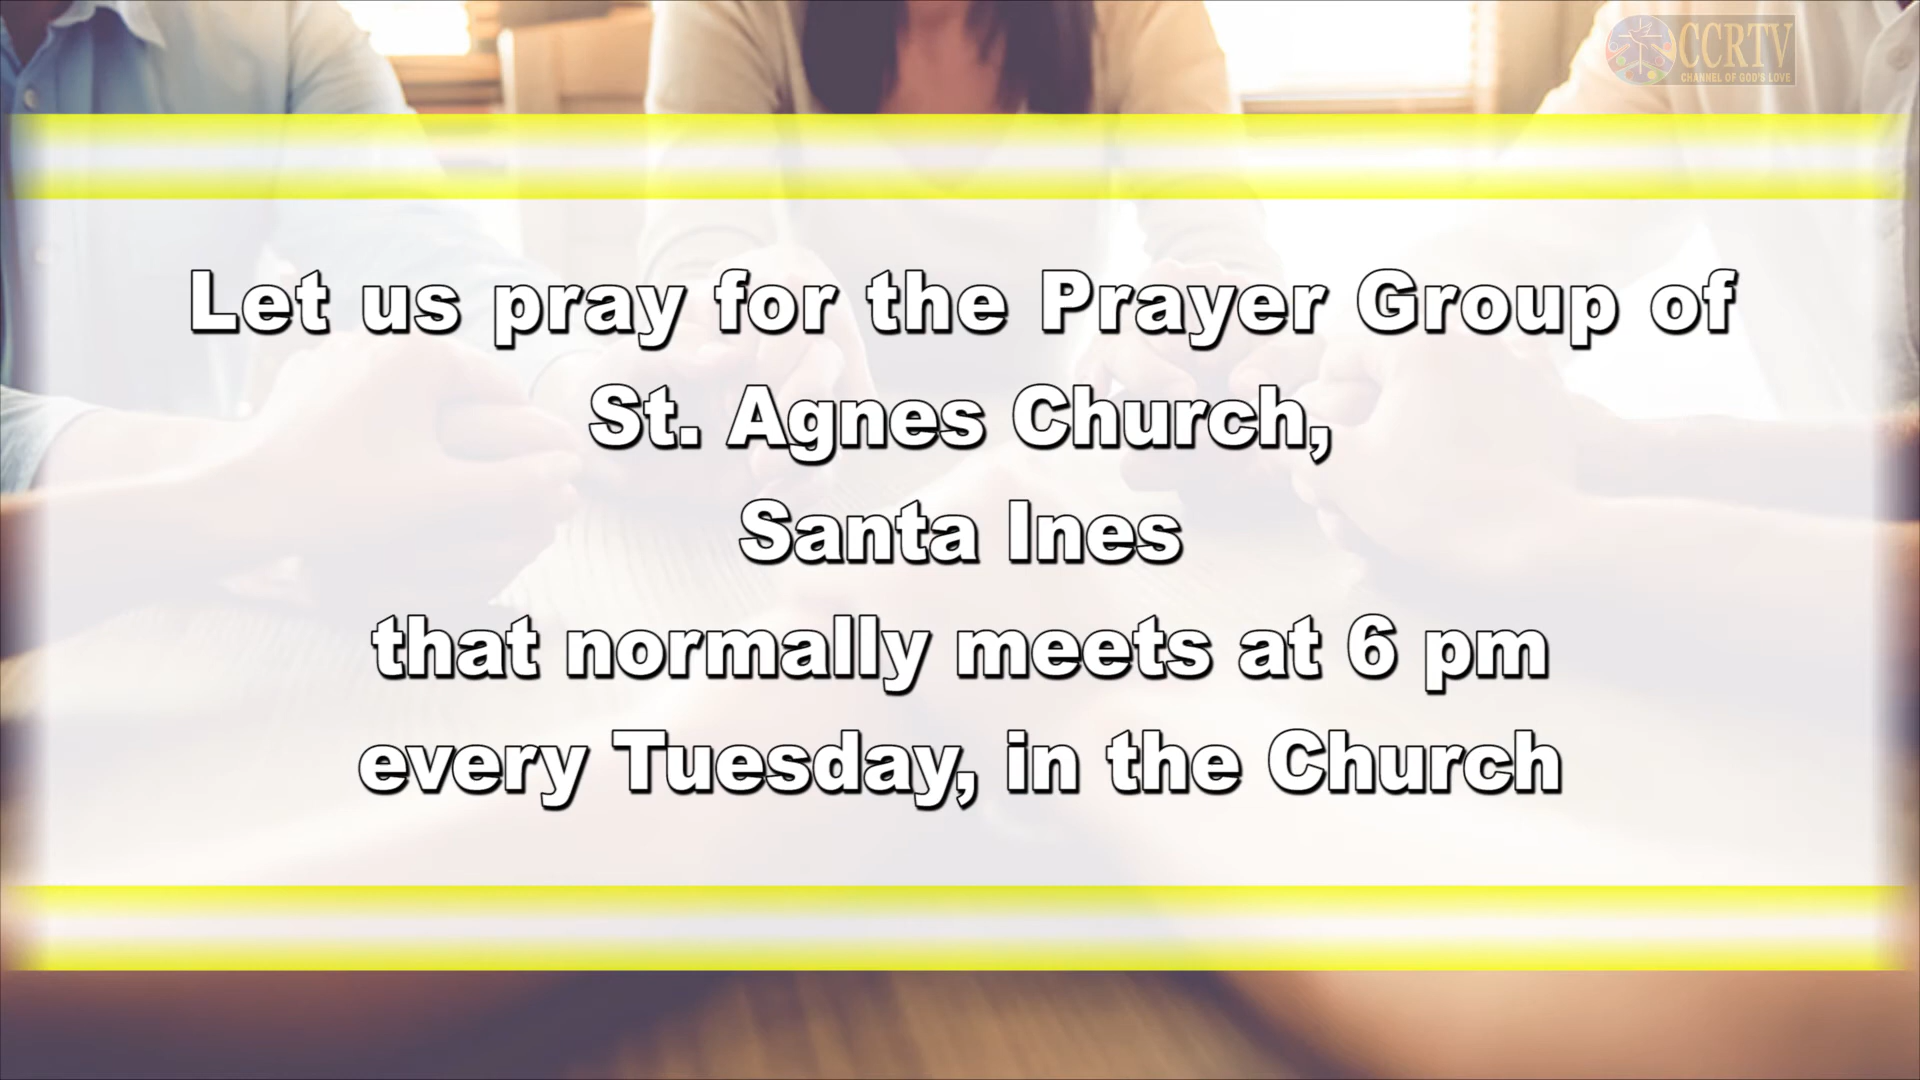 CCRTV
CHANNEL OF GOD'S LOVE
Let us pray for the Prayer Group of
St. Agnes Church,
Santa Ines
that normally meets at 6 pm
every Tuesday, in the Church